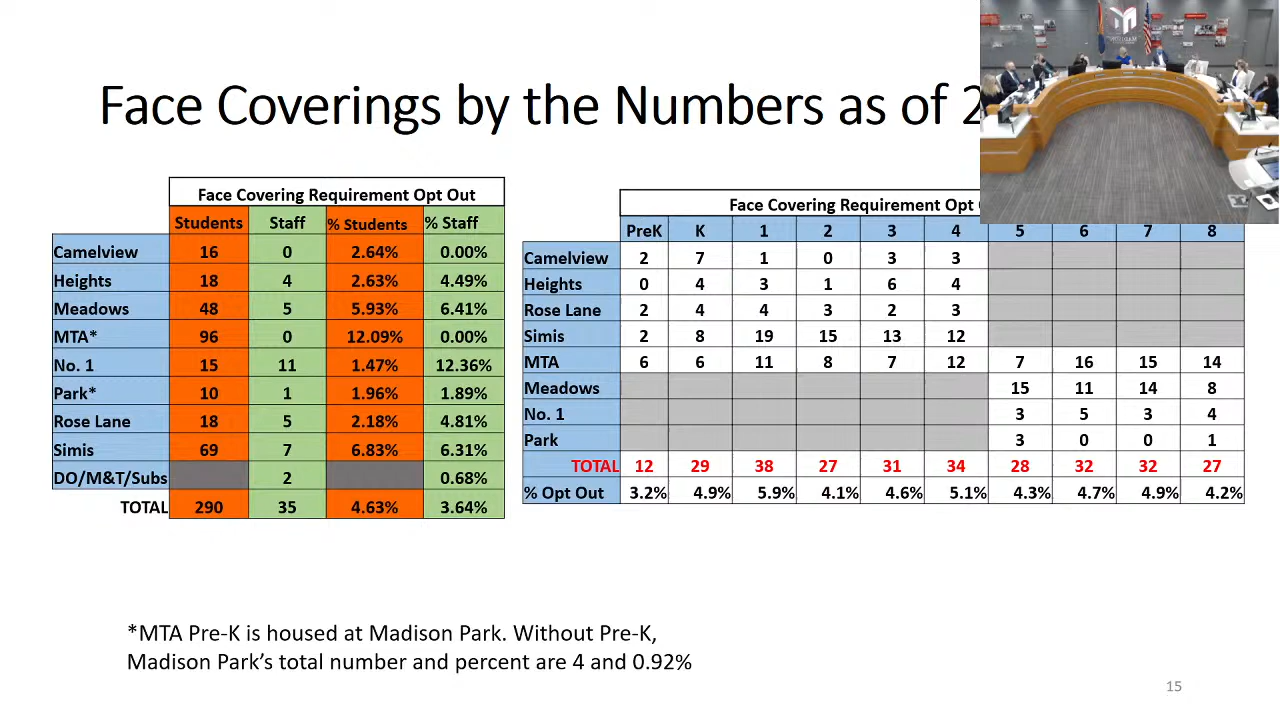 Face Coverings by the Numbers as of 2
Face Covering Requirement Opt Out
Students Staff % Students % Staff
Camelview 16 0 2.64% 0.00%
Heights 18 4 2.63% 4.49%
Meadows 48 5 5.93% 6.41%
MTA* 96 0 12.09% 0.00%
No. 1 15 11 1.47% 12.36%
Park* 10 1 1.96% 1.89%
Rose Lane 18 5 2.18% 4.81%
Simis 69 7 6.83% 6.31%
DO/M&T/Subs 2 0.68%
TOTAL 290 35 4.63% 3.64%
Face Covering Requirement Opt
PreK K 1 2 3 4 5 6 7 8
Camelview 2 7 1 0 3 3
Heights 0 4 3 1 6 4
Rose Lane 2 4 4 3 2 3
Simis 2 8 19 15 13 12
MTA 6 6 11 8 7 12 7 16 15 14
Meadows 15 11 14 8
No. 1 3 5 3 4
Park 3 0 0 1
TOTAL 12 29 38 27 31 34 28 32 32 27
% Opt Out 3.2% 4.9% 5.9% 4.1% 4.6% 5.1% 4.3% 4.7% 4.9% 4.2%
*MTA Pre-K is housed at Madison Park. Without Pre-K,
Madison Park's total number and percent are 4 and 0.92%
15